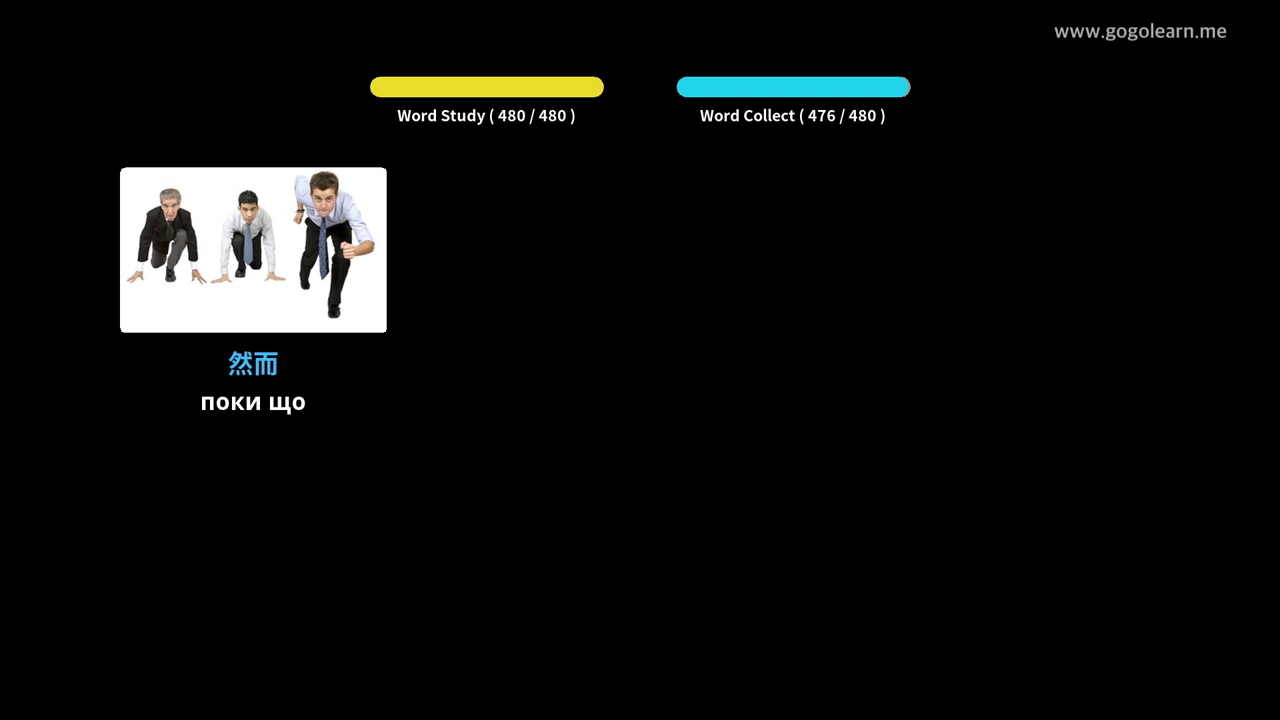 www.gogolearn.me
Word Study ( 480 / 480 )
Word Collect ( 476 / 480 )
然而
поки що